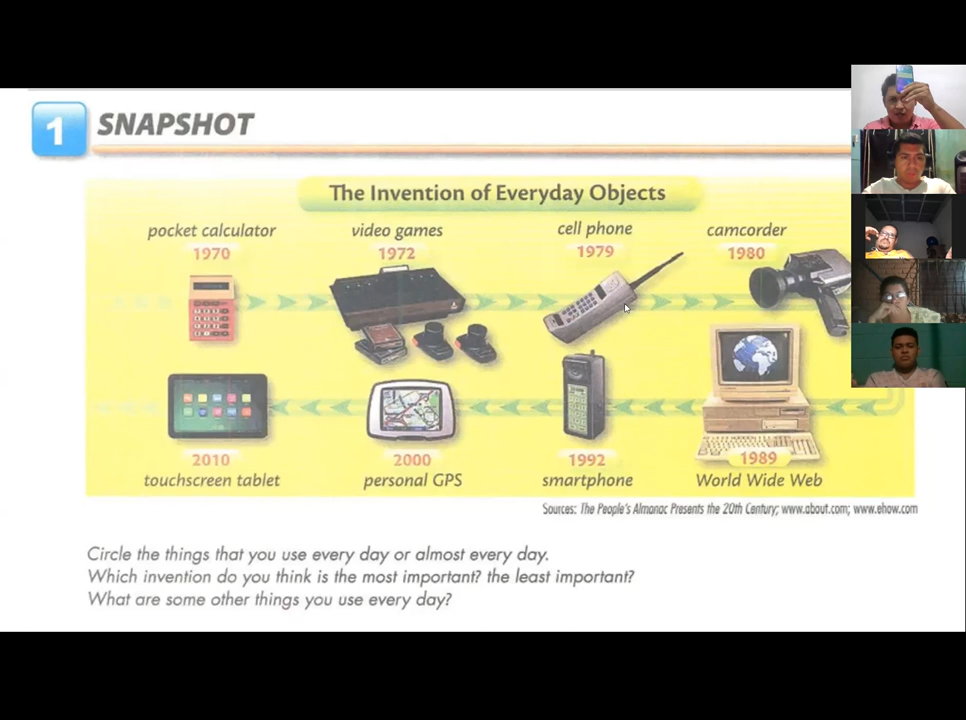 1 SNAPSHOT
The Invention of Everyday Objects
pocket calculator video games cell phone camcorder
1970 1972 1979 1980
2010 2000 1992 1989
touchscreen tablet personal GPS smartphone World Wide Web
Sources: The People's Almanac Presents the 20th Century; www.about.com; www.ehow.com
Circle the things that you use every day or almost every day.
Which invention do you think is the most important? the least important?
What are some other things you use every day?